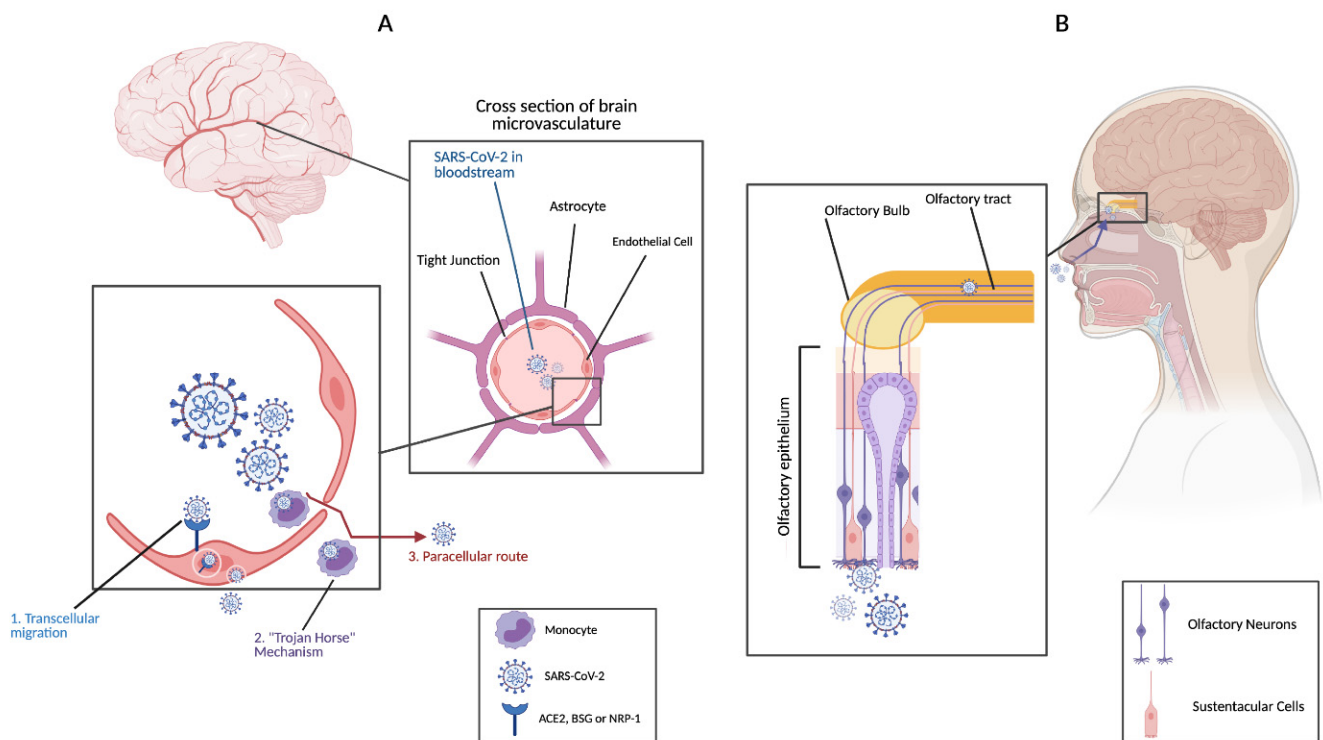 A
B
Cross section of brain
microvasculature
SARS-CoV-2 in
bloodstream
Astrocyte
Endothelial Cell
Tight Junction
Olfactory Bulb
Olfactory tract
Olfactory epithelium
3. Paracellular route
1. Transcellular
migration
2. "Trojan Horse"
Mechanism
Monocyte
SARS-CoV-2
ACE2, BSG or NRP-1
Olfactory Neurons
Sustentacular Cells